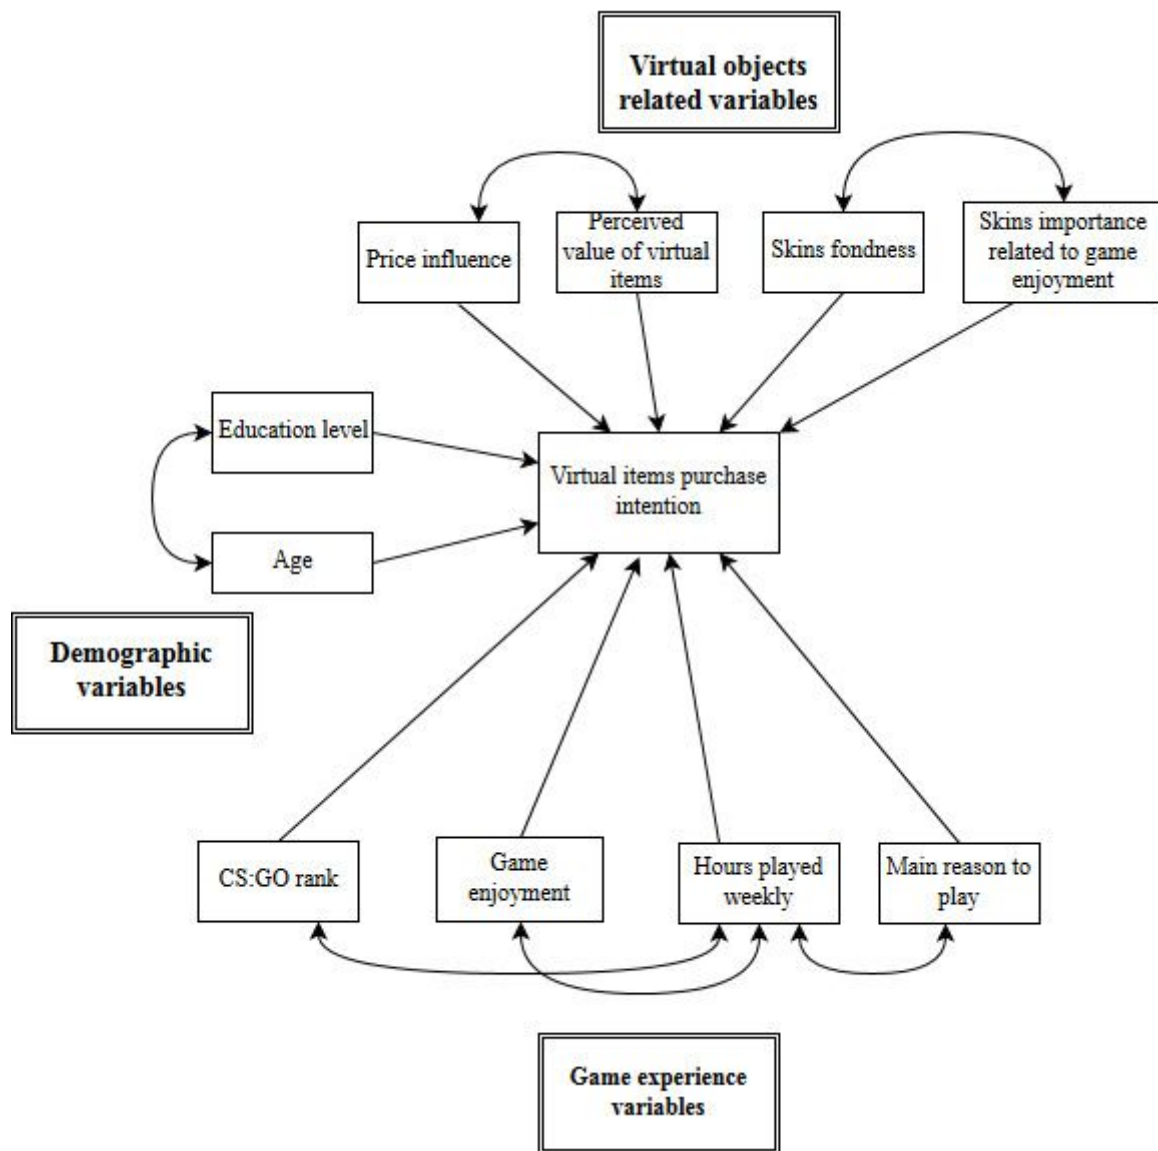 Virtual objects
related variables
Price influence
Perceived
value of virtual
items
Skins fondness
Skins importance
related to game
enjoyment
Education level
Virtual items purchase
intention
Age
Demographic
variables
CS:GO rank
Game
enjoyment
Hours played
weekly
Main reason to
play
Game experience
variables